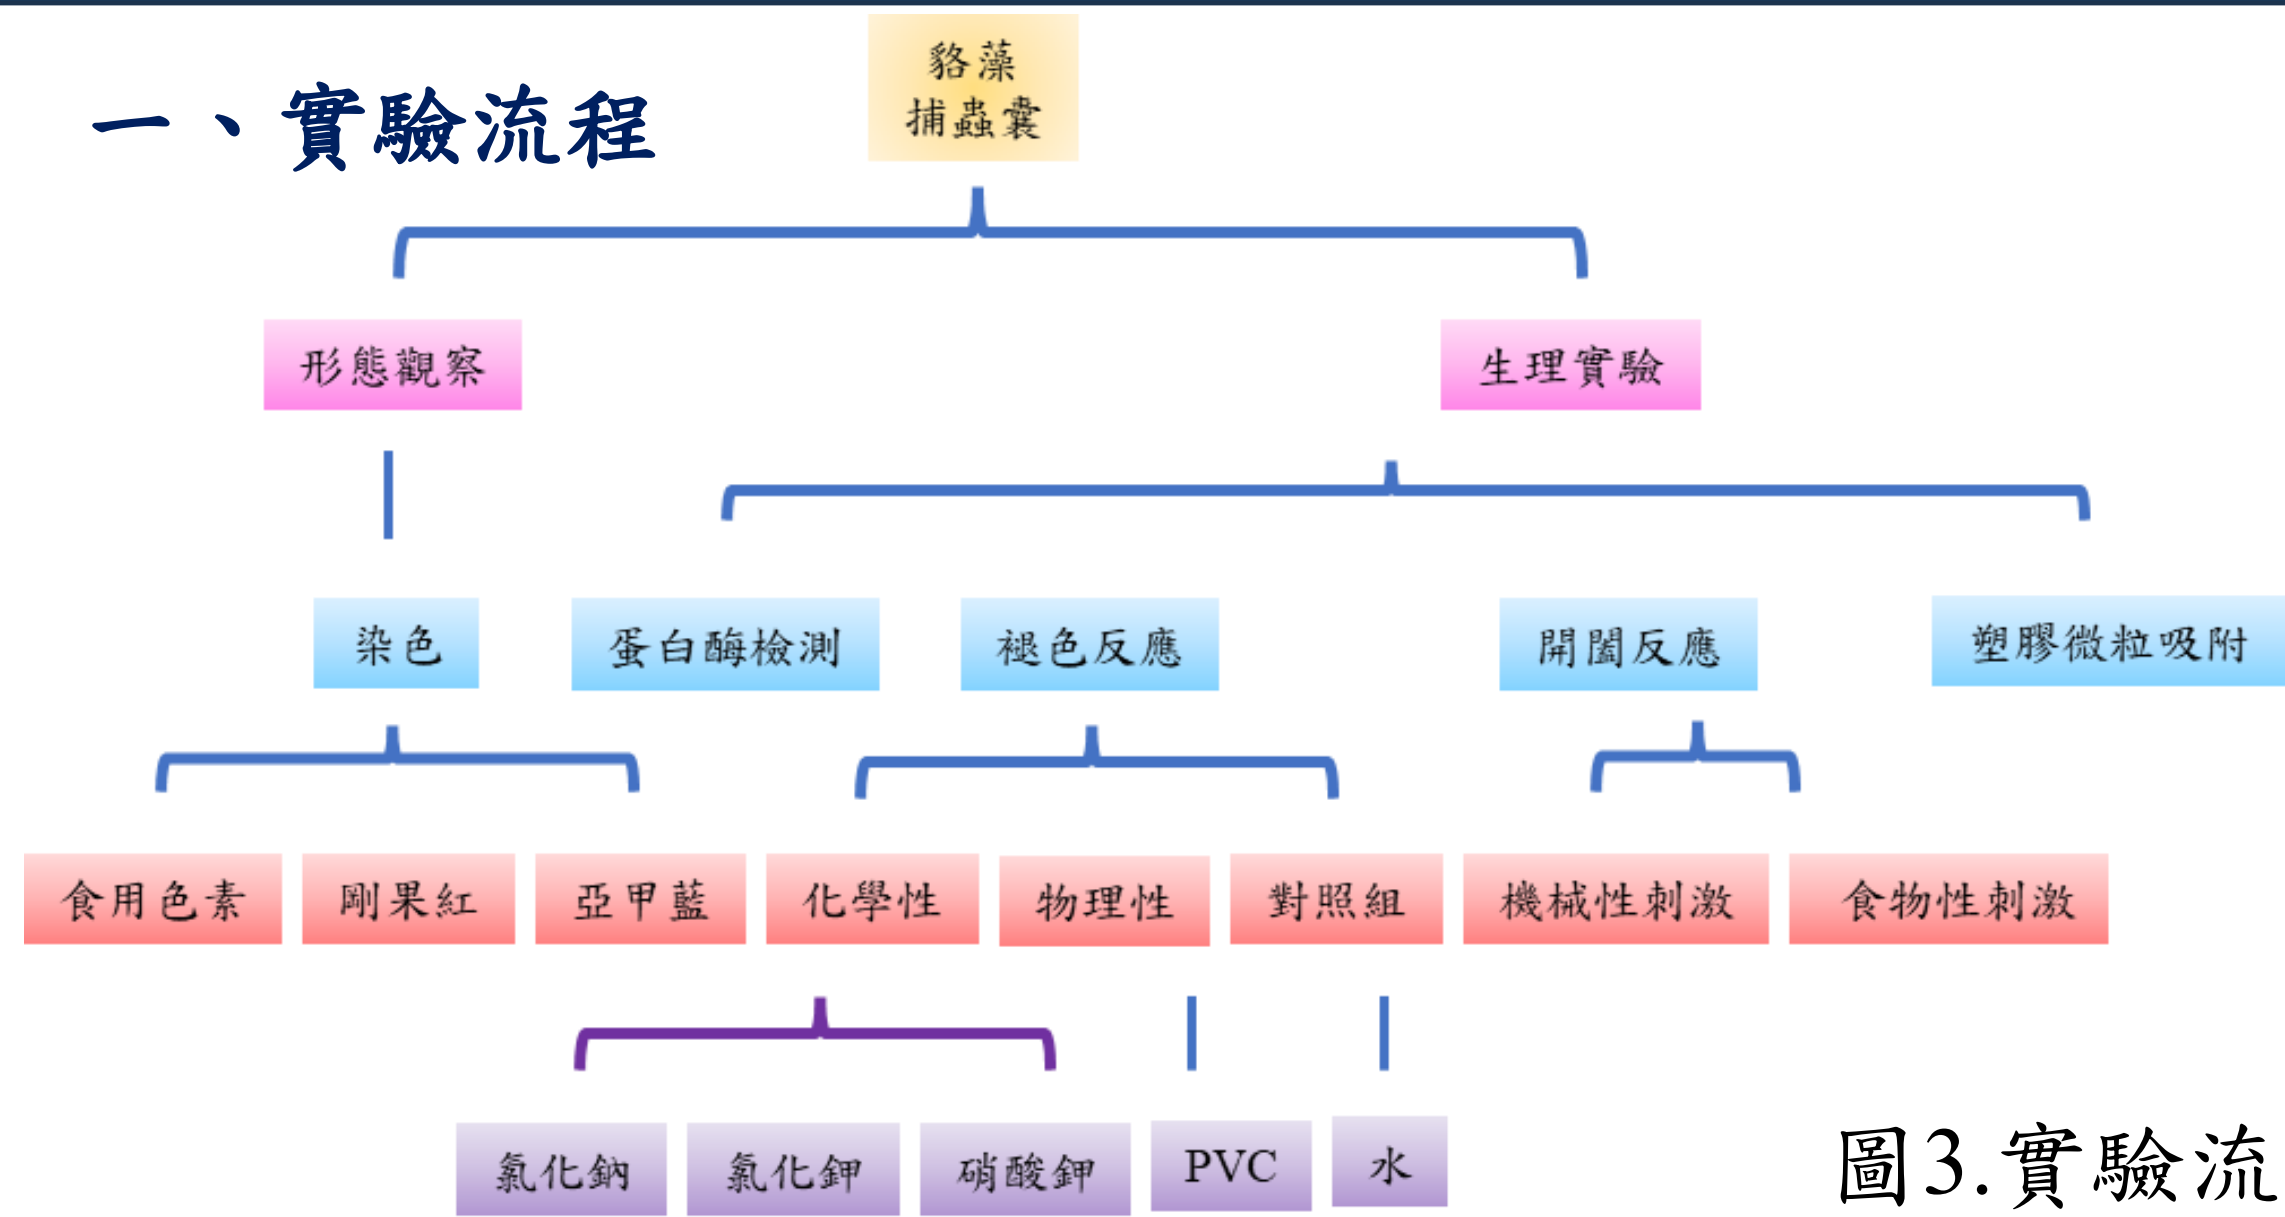 一、實驗流程
貉藻
捕蟲囊
形態觀察
生理實驗
染色
蛋白酶檢測
褪色反應
開闔反應
塑膠微粒吸附
食用色素
剛果紅
亞甲藍
化學性
物理性
對照組
機械性刺激
食物性刺激
氯化鈉
氯化鉀
硝酸鉀
PVC
水
圖3.實驗流